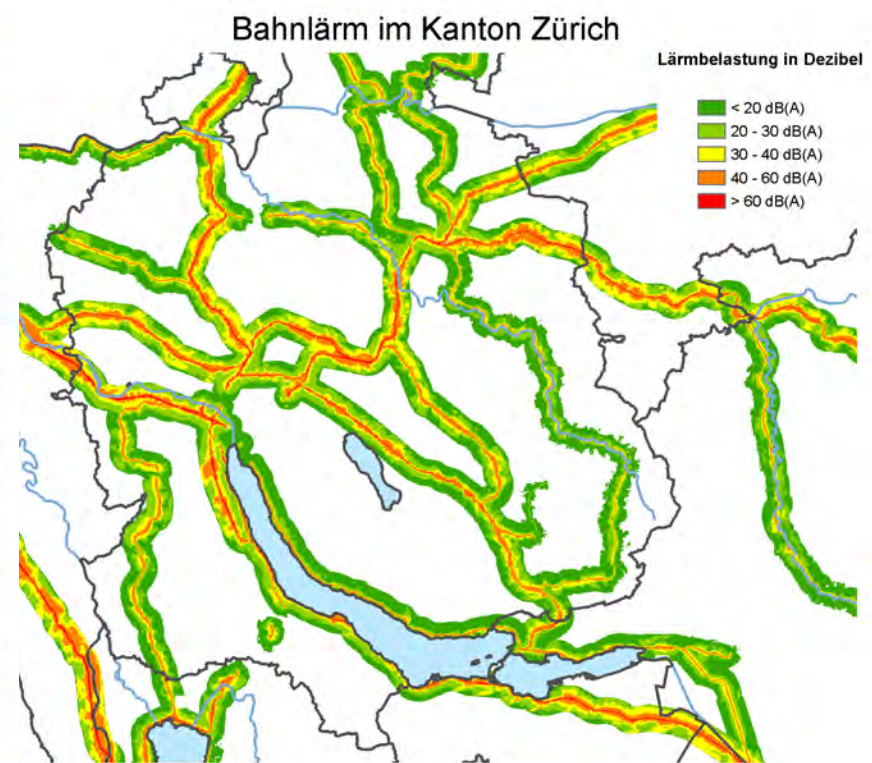 Bahnlärm im Kanton Zürich
Lärmbelastung in Dezibel
< 20 dB(A)
20 - 30 dB(A)
30 - 40 dB(A)
40 - 60 dB(A)
> 60 dB(A)